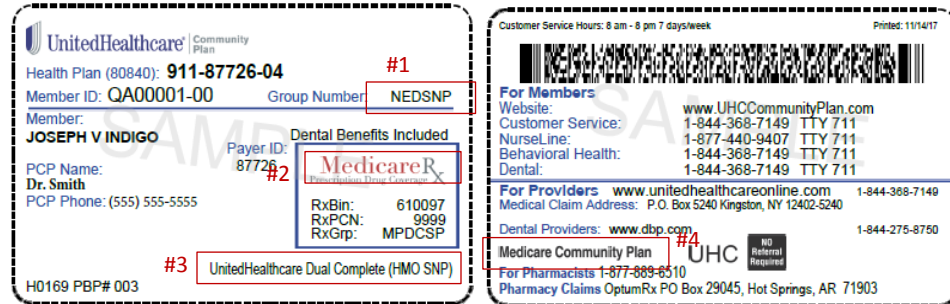 UnitedHealthcare® Community Plan
#1
Health Plan (80840): 911-87726-04
Member ID: QA00001-00 Group Number: NEDSNP
Member:
JOSEPH V INDIGO Dental Benefits Included
Payer ID:
87726
#2
MedicareRx
Prescription Drug Coverage
PCP Name:
Dr. Smith
PCP Phone: (555) 555-5555
RxBin: 610097
RxPCN: 9999
RxGrp: MPDCSP
#3
UnitedHealthcare Dual Complete (HMO SNP)
H0169 PBP# 003
SAMPLE
Customer Service Hours: 8 am - 8 pm 7 days/week Printed: 11/14/17
For Members
Website: www.UHCCommunityPlan.com
Customer Service: 1-844-368-7149 TTY 711
NurseLine: 1-877-440-9407 TTY 711
Behavioral Health: 1-844-368-7149 TTY 711
Dental: 1-844-368-7149 TTY 711
For Providers www.unitedhealthcareonline.com 1-844-368-7149
Medical Claim Address: P.O. Box 5240 Kingston, NY 12402-5240
Dental Providers: www.dbp.com 1-844-275-8750
#4
Medicare Community Plan UHC
NO
Referral
Required
For Pharmacists 1-877-889-6510
Pharmacy Claims OptumRx PO Box 29045, Hot Springs, AR 71903
SAMPLE